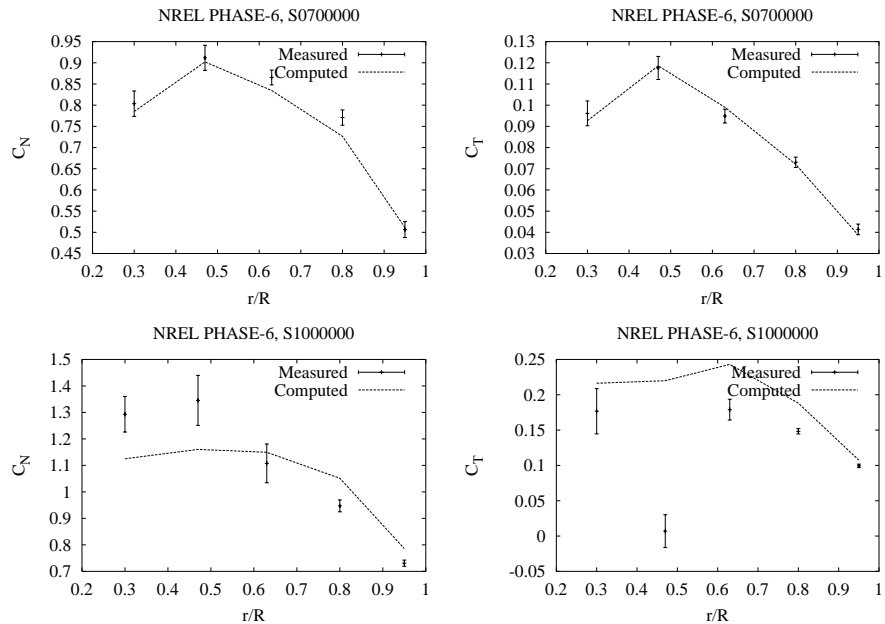 NREL PHASE-6, S0700000
0.95
0.9
0.85
0.8
0.75
0.7
0.65
0.6
0.55
0.5
0.45
C_N
Measured
Computed
0.2 0.3 0.4 0.5 0.6 0.7 0.8 0.9 1
r/R
NREL PHASE-6, S0700000
0.13
0.12
0.11
0.1
0.09
0.08
0.07
0.06
0.05
0.04
0.03
C_T
Measured
Computed
0.2 0.3 0.4 0.5 0.6 0.7 0.8 0.9 1
r/R
NREL PHASE-6, S1000000
1.5
1.4
1.3
1.2
1.1
1
0.9
0.8
0.7
C_N
Measured
Computed
0.2 0.3 0.4 0.5 0.6 0.7 0.8 0.9 1
r/R
NREL PHASE-6, S1000000
0.25
0.2
0.15
0.1
0.05
0
-0.05
C_T
Measured
Computed
0.2 0.3 0.4 0.5 0.6 0.7 0.8 0.9 1
r/R